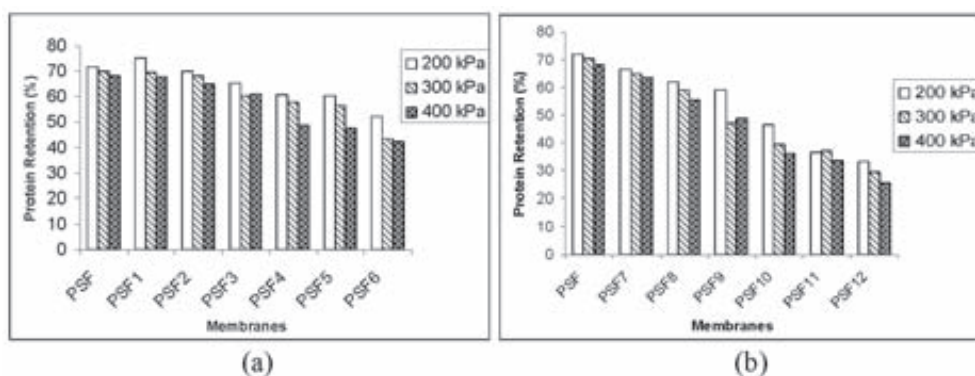 Protein Retention (%)
80
70
60
50
40
30
20
10
0
PSF
PSF1
PSF2
PSF3
PSF4
PSF5
PSF6
Membranes
200 kPa
300 kPa
400 kPa
(a)
Protein Retention (%)
80
70
60
50
40
30
20
10
0
PSF
PSF7
PSF8
PSF9
PSF10
PSF11
PSF12
Membranes
200 kPa
300 kPa
400 kPa
(b)